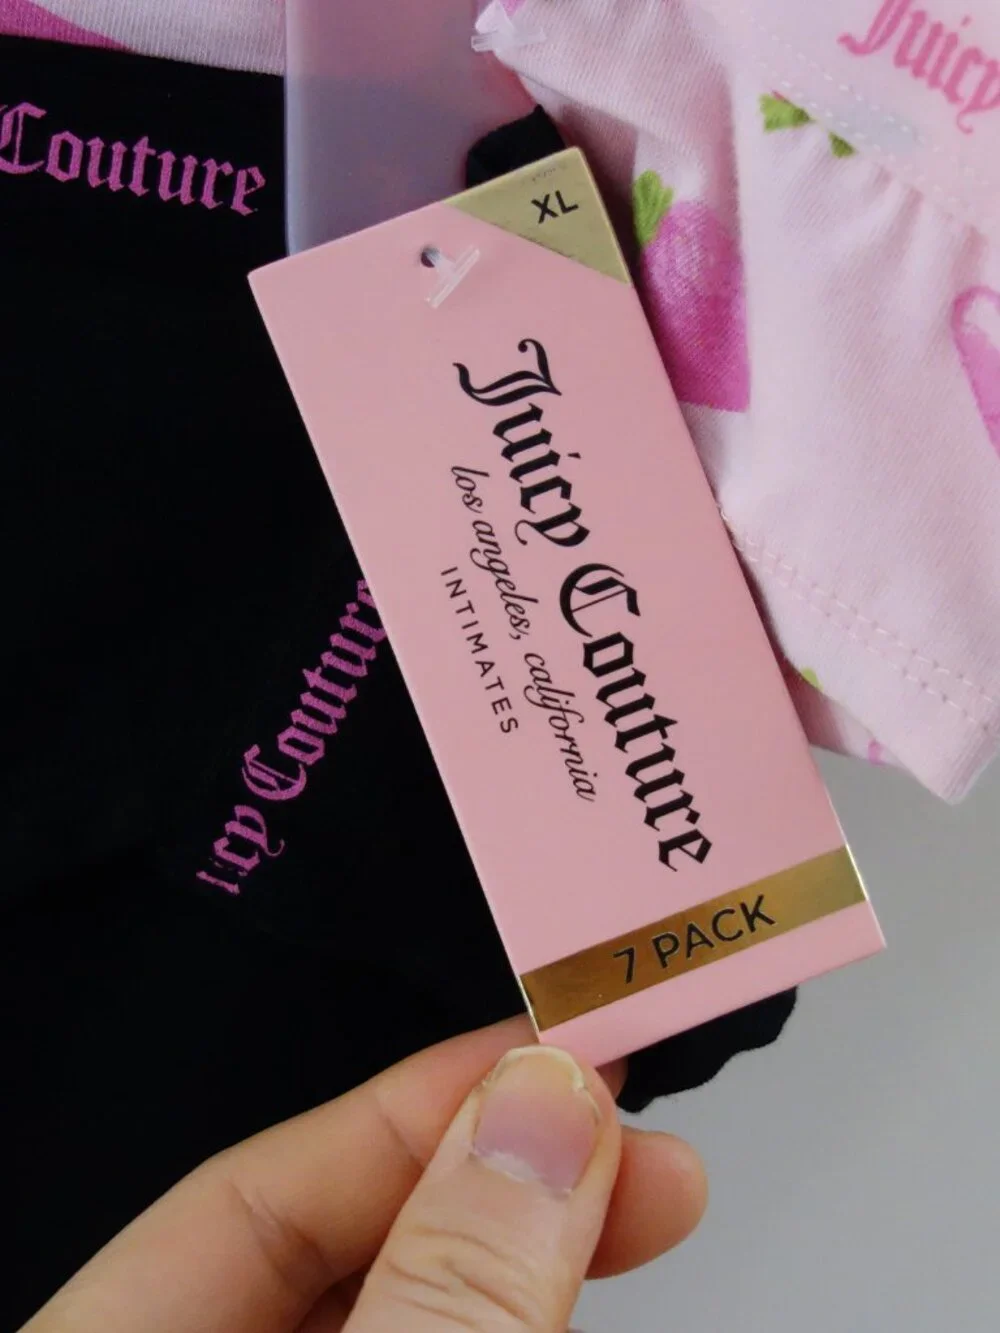 Couture
Juicy
XL
Juicy Couture
los angeles, california
INTIMATES
icy Couture
7 PACK